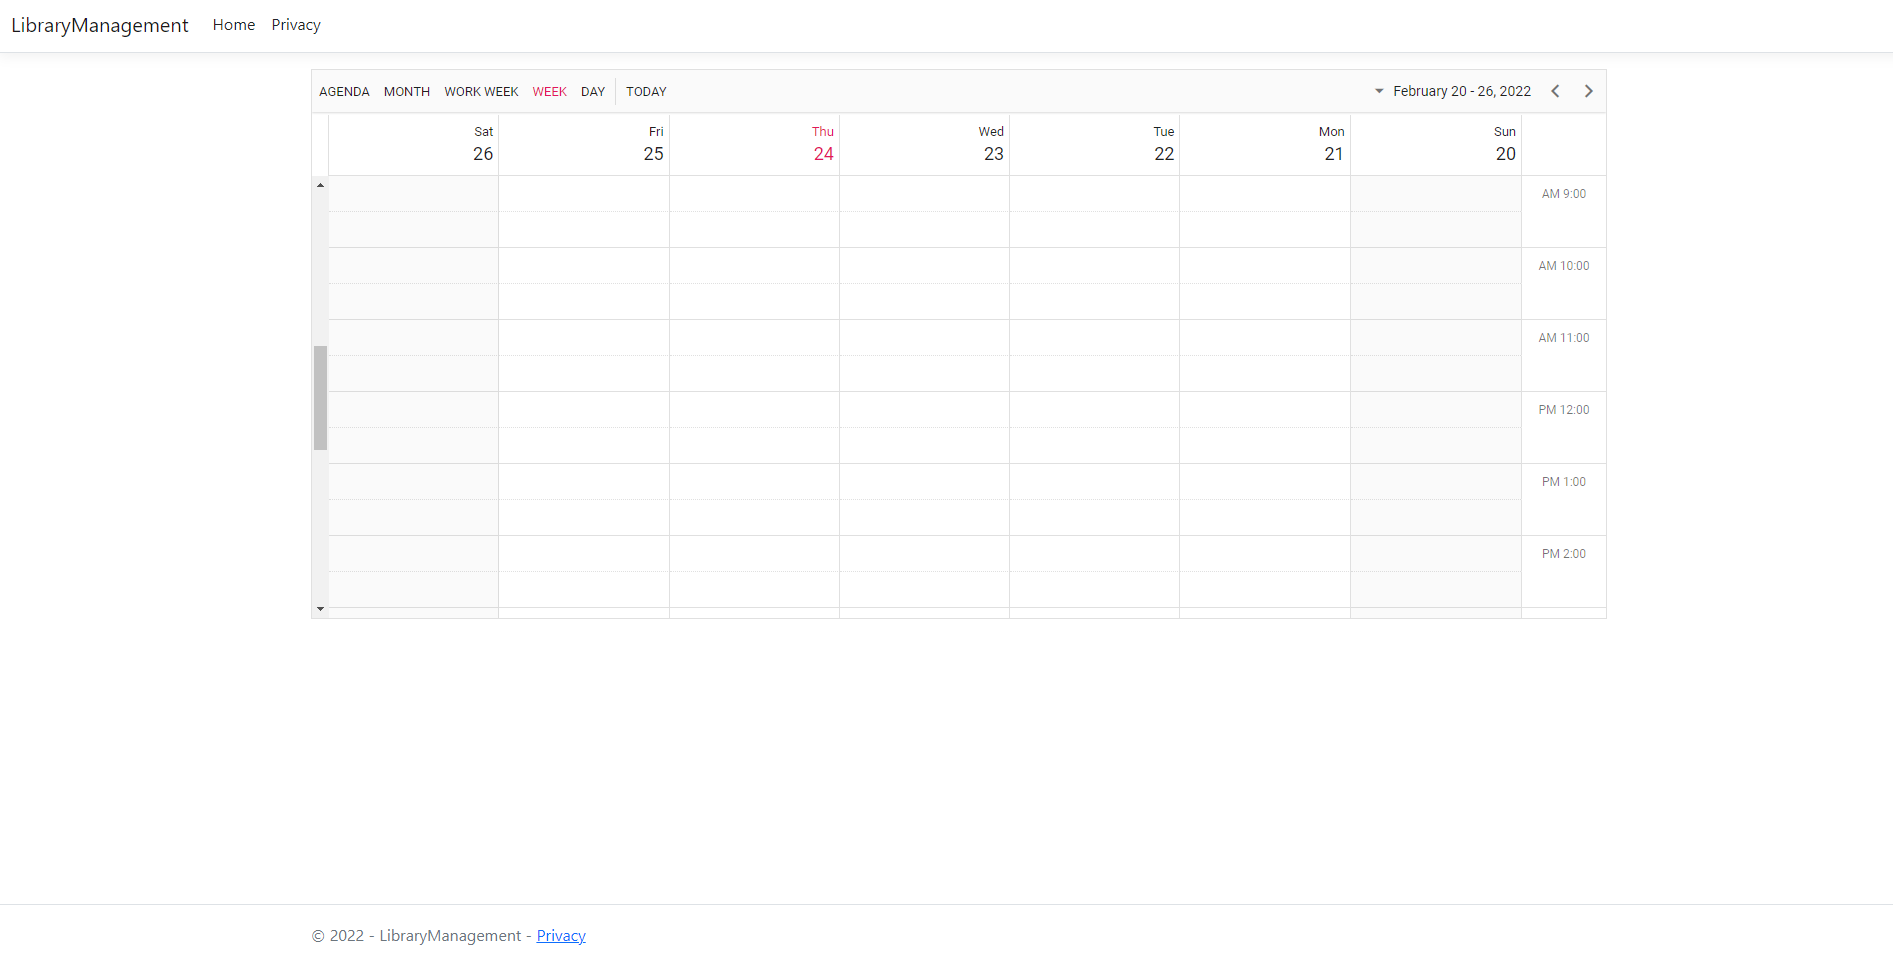 LibraryManagement Home Privacy
AGENDA MONTH WORK WEEK WEEK DAY TODAY February 20 - 26, 2022
Sat Fri Thu Wed Tue Mon Sun
26 25 24 23 22 21 20
AM 9:00
AM 10:00
AM 11:00
PM 12:00
PM 1:00
PM 2:00
© 2022 - LibraryManagement - Privacy